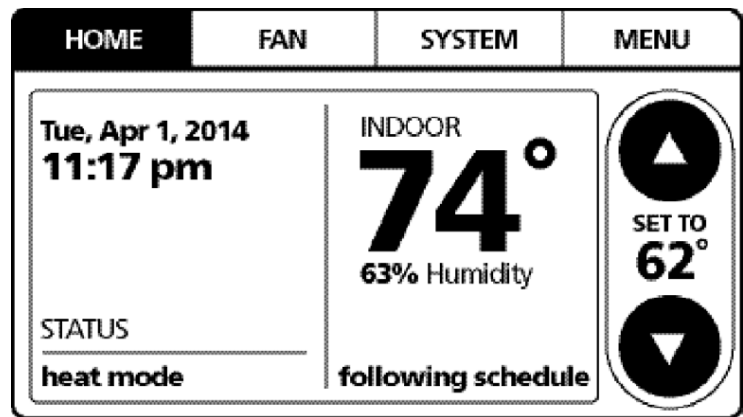 HOME FAN SYSTEM MENU
Tue, Apr 1, 2014
11:17 pm
STATUS
heat mode
INDOOR
74°
63% Humidity
following schedule
SET TO
62°